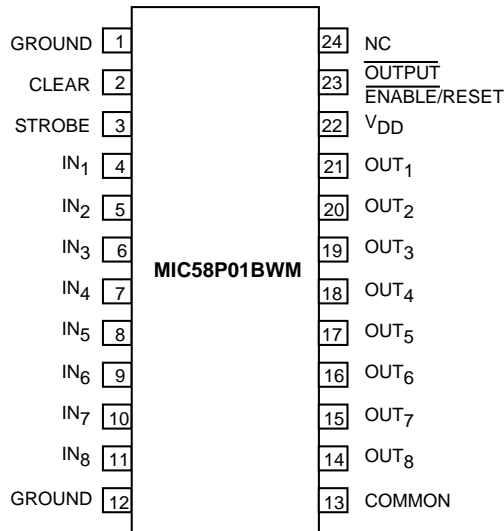 GROUND 1 24 NC
CLEAR 2 23 OUTPUT
ENABLE/RESET
STROBE 3 22 VDD
IN1 4 21 OUT1
IN2 5 20 OUT2
IN3 6 19 OUT3
MIC58P01BWM
IN4 7 18 OUT4
IN5 8 17 OUT5
IN6 9 16 OUT6
IN7 10 15 OUT7
IN8 11 14 OUT8
GROUND 12 13 COMMON